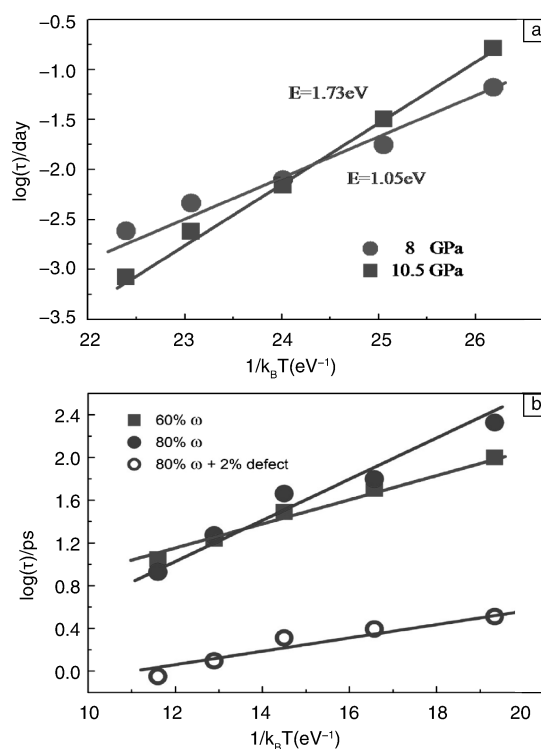 a
-0.5
-1.0
-1.5
-2.0
-2.5
-3.0
-3.5
log(τ)/day
E=1.73eV
E=1.05eV
8 GPa
10.5 GPa
22 23 24 25 26
1/k_BT(eV⁻¹)
b
2.4
2.0
1.6
1.2
0.8
0.4
0.0
log(τ)/ps
60% ω
80% ω
80% ω + 2% defect
10 12 14 16 18 20
1/k_BT(eV⁻¹)